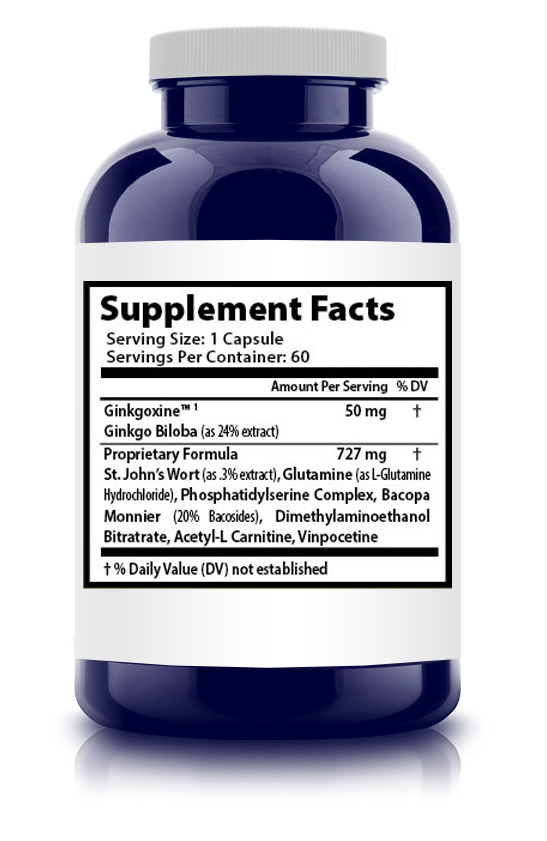 Supplement Facts
Serving Size: 1 Capsule
Servings Per Container: 60
Amount Per Serving % DV
Ginkgoxine™ ¹ 50 mg †
Ginkgo Biloba (as 24% extract)
Proprietary Formula 727 mg †
St. John's Wort (as .3% extract), Glutamine (as L-Glutamine
Hydrochloride), Phosphatidylserine Complex, Bacopa
Monnier (20% Bacosides), Dimethylaminoethanol
Bitratrate, Acetyl-L Carnitine, Vinpocetine
† % Daily Value (DV) not established